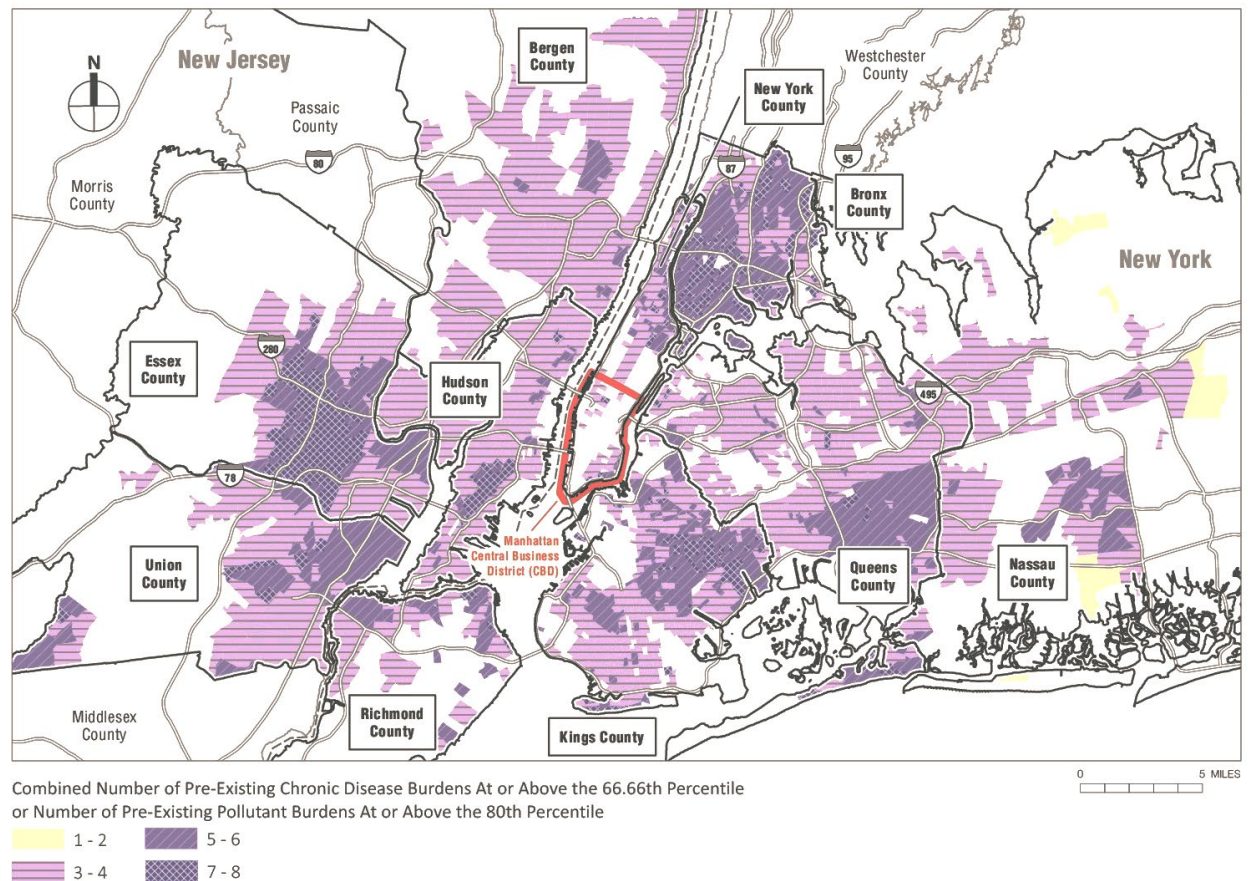 N
New Jersey
Bergen
County
Westchester
County
New York
County
Passaic
County
80
87
95
Morris
County
Bronx
County
New York
280
Essex
County
Hudson
County
495
78
Manhattan
Central Business
District (CBD)
Union
County
Queens
County
Nassau
County
Middlesex
County
Richmond
County
Kings County
0 5 MILES
Combined Number of Pre-Existing Chronic Disease Burdens At or Above the 66.66th Percentile
or Number of Pre-Existing Pollutant Burdens At or Above the 80th Percentile
1 - 2 5 - 6
3 - 4 7 - 8